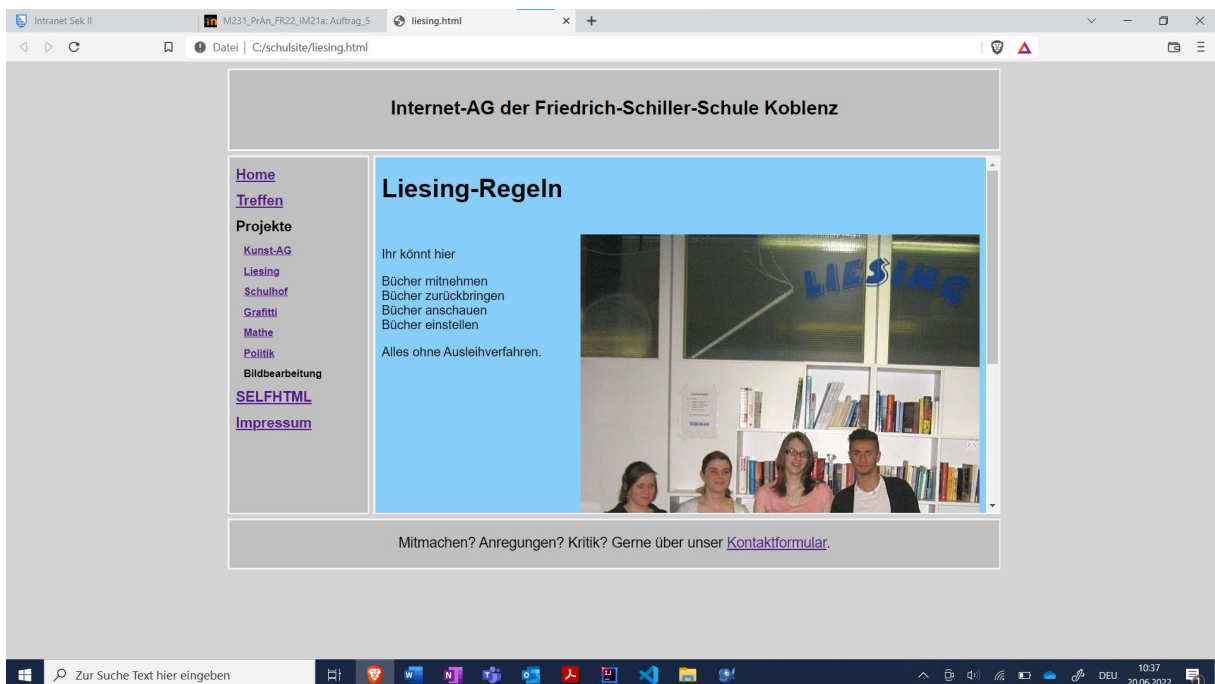 Intranet Sek II
M231_PrAn_FR22_IM21a: Auftrag_5
liesing.html
Datei | C:/schulsite/liesing.html
Internet-AG der Friedrich-Schiller-Schule Koblenz
Home
Treffen
Projekte
Kunst-AG
Liesing
Schulhof
Grafitti
Mathe
Politik
Bildbearbeitung
SELFHTML
Impressum
Liesing-Regeln
Ihr könnt hier
Bücher mitnehmen
Bücher zurückbringen
Bücher anschauen
Bücher einstellen
Alles ohne Ausleihverfahren.
LIESING
Mitmachen? Anregungen? Kritik? Gerne über unser Kontaktformular.
Zur Suche Text hier eingeben
DEU
10:37
20.06.2022